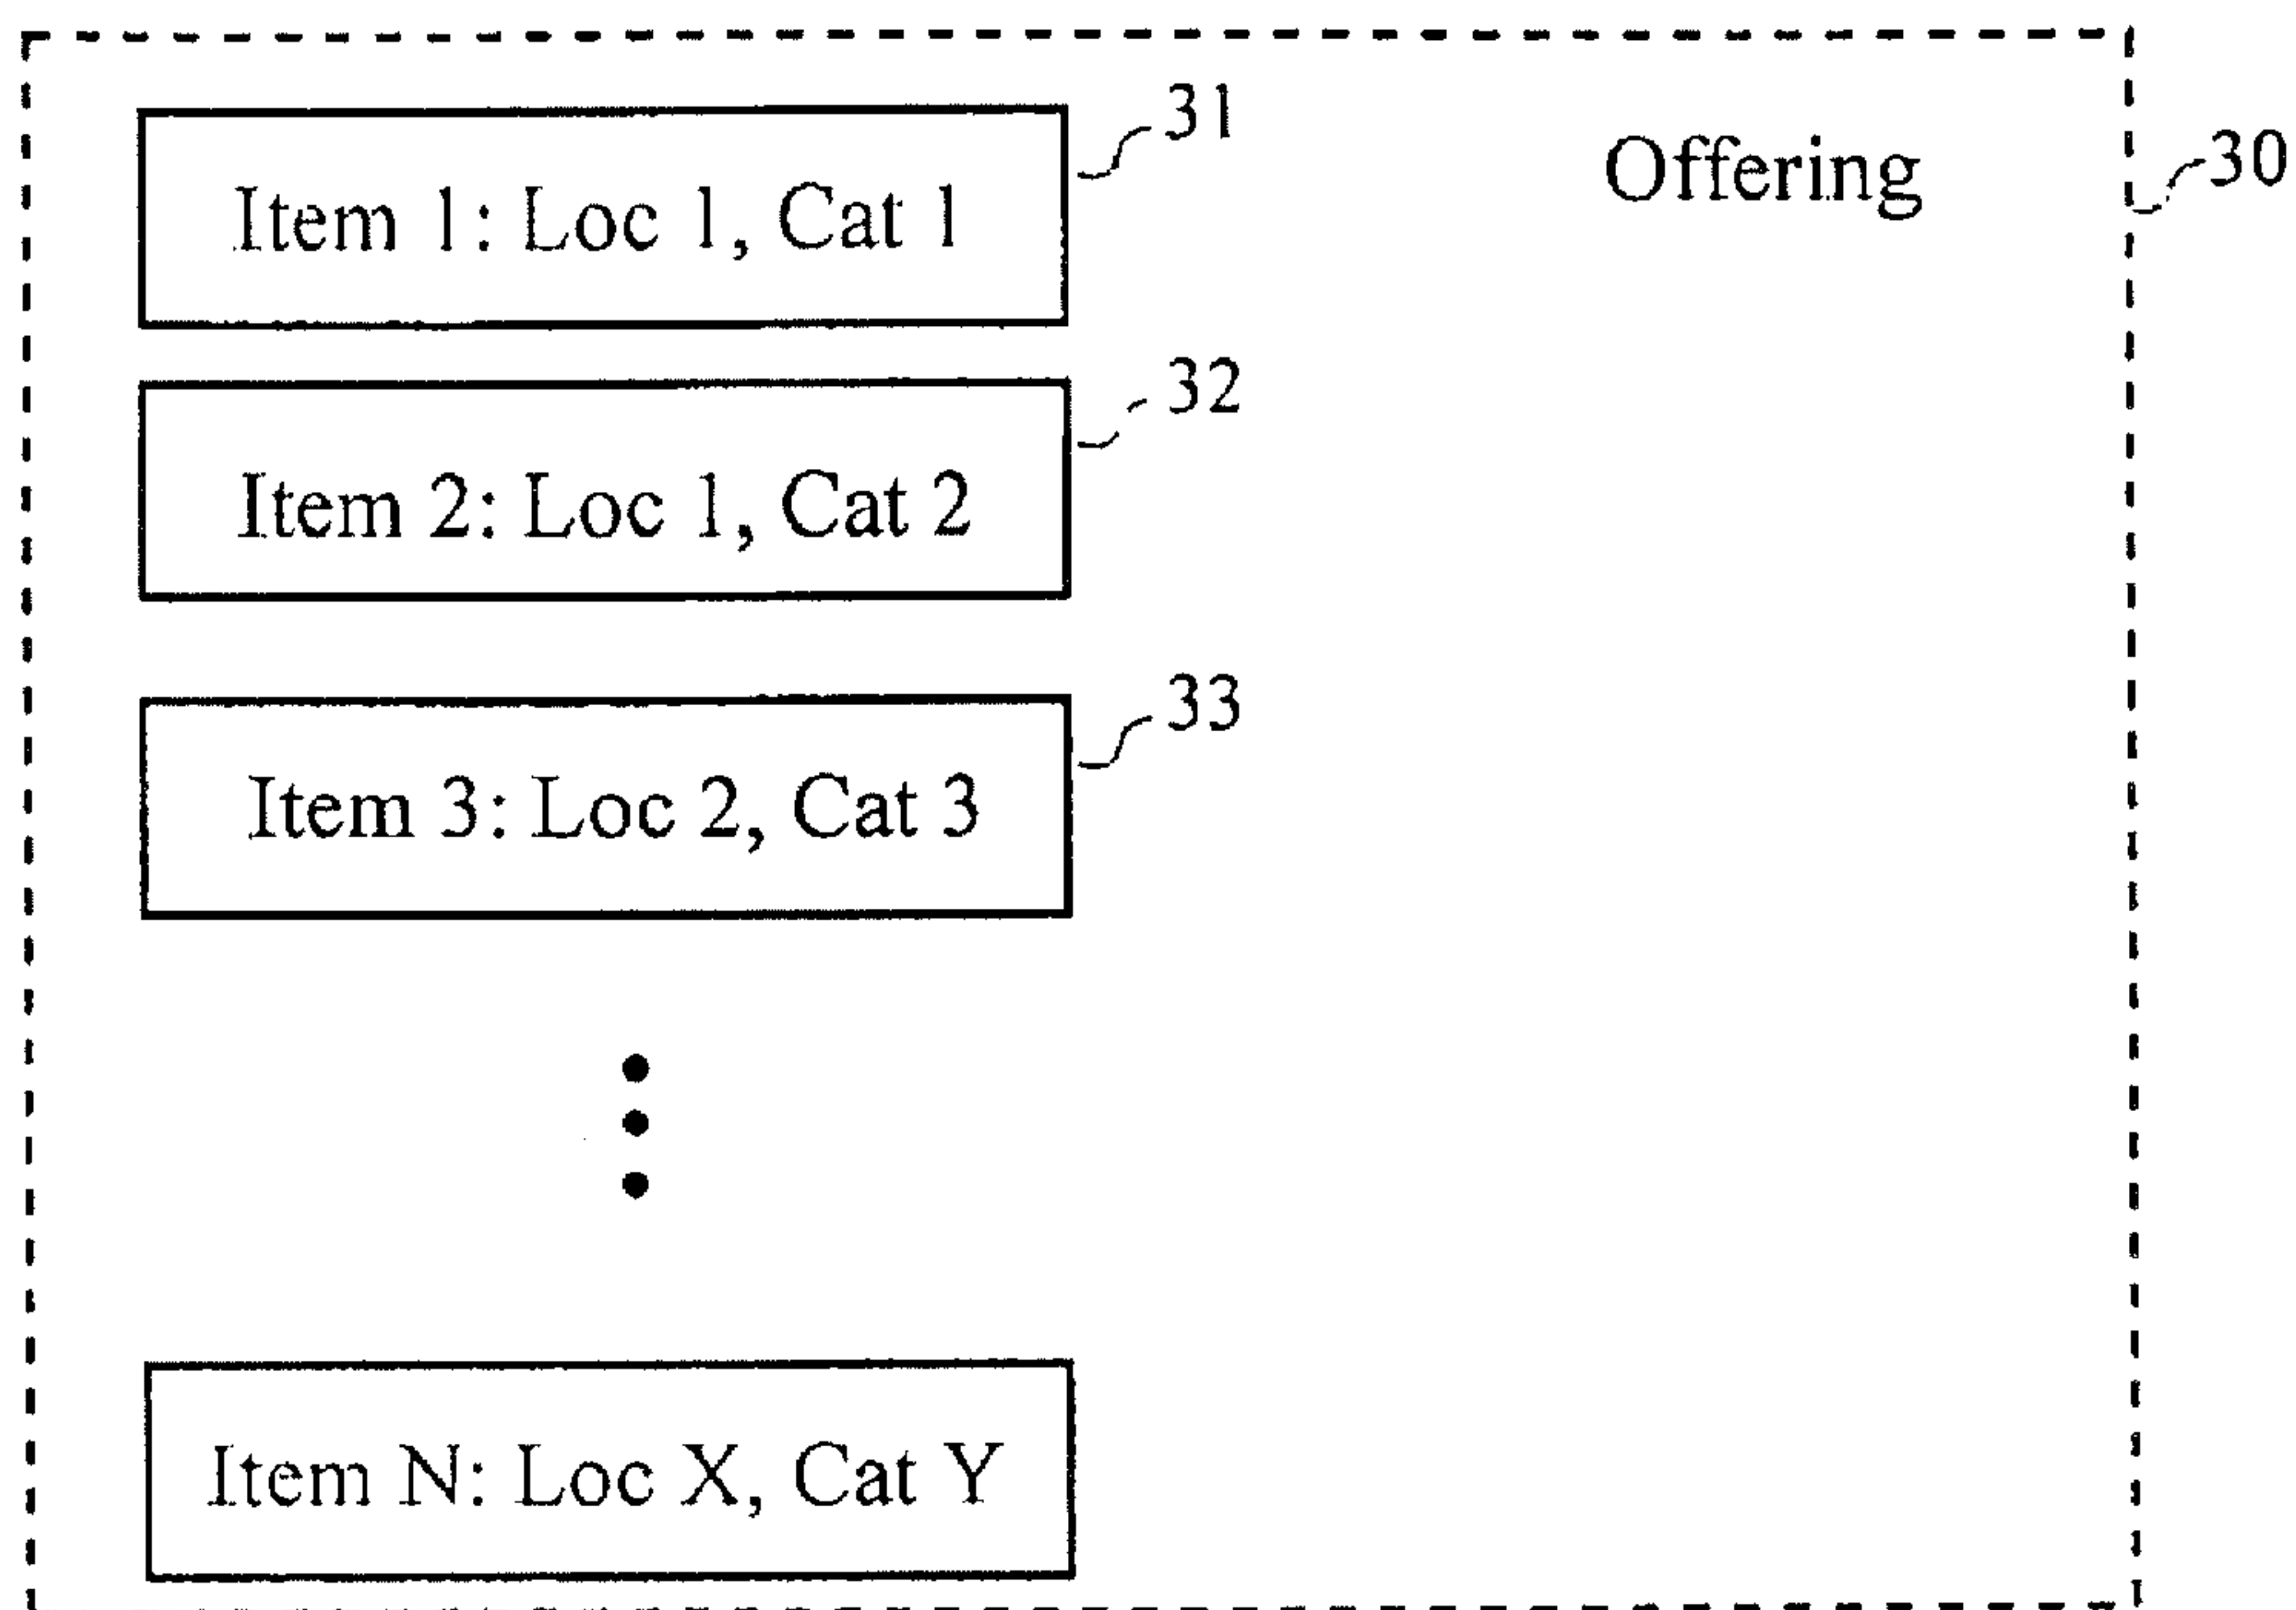 31
Offering
30
Item 1: Loc 1, Cat 1
32
Item 2: Loc 1, Cat 2
33
Item 3: Loc 2, Cat 3
Item N: Loc X, Cat Y